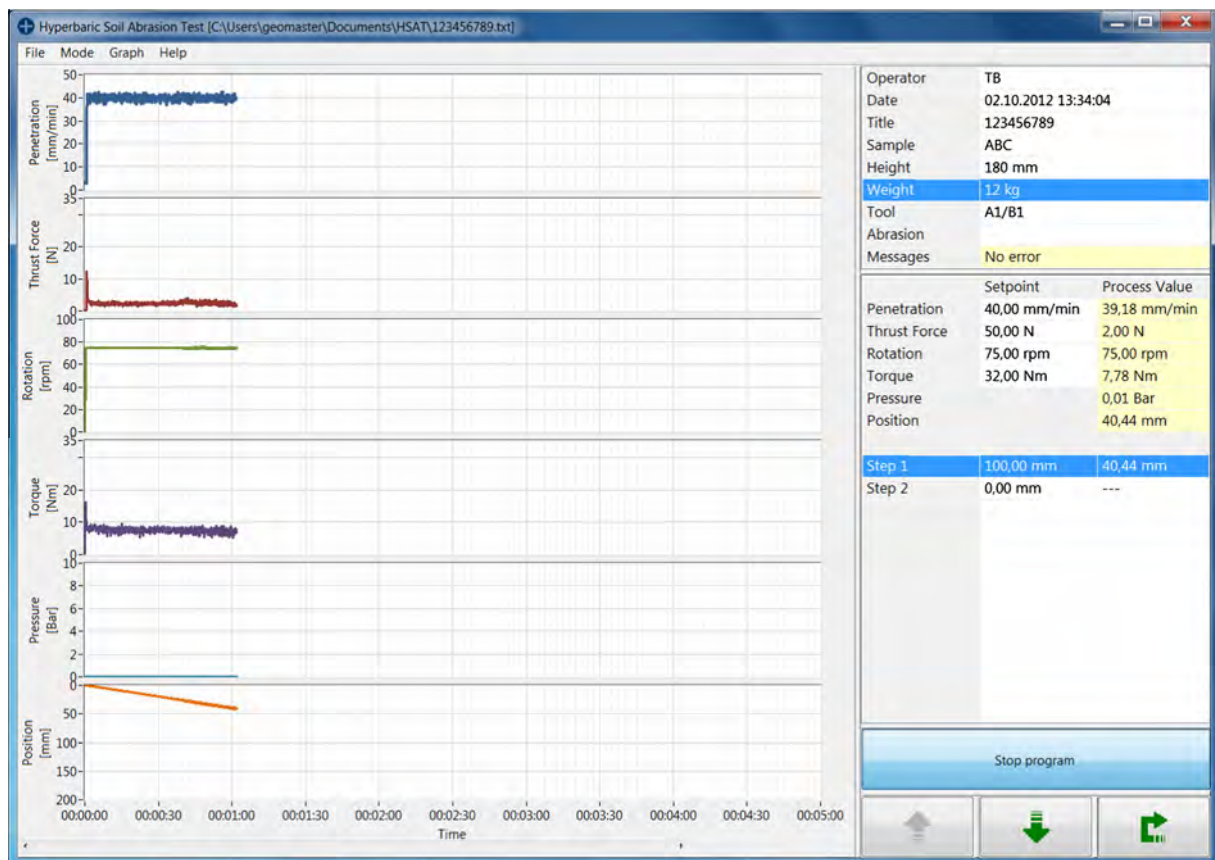 Hyperbaric Soil Abrasion Test [C:\Users\geomaster\Documents\HSAT\123456789.txt]
File Mode Graph Help
Penetration
[mm/min]
50
40
30
20
10
0
Thrust Force
[N]
35
20
10
0
Rotation
[rpm]
100
80
60
40
20
0
Torque
[Nm]
35
20
10
0
Pressure
[Bar]
10
8
6
4
2
0
Position
[mm]
0
50
100
150
200
00:00:00 00:03:30 00:01:00 00:01:30 00:02:00 00:02:30 00:03:00 00:03:30 00:04:00 00:04:30 00:05:00
Time
Operator TB
Date 02.10.2012 13:34:04
Title 123456789
Sample ABC
Height 180 mm
Weight 12 kg
Tool A1/B1
Abrasion
Messages No error
Setpoint Process Value
Penetration 40,00 mm/min 39,18 mm/min
Thrust Force 50,00 N 2,00 N
Rotation 75,00 rpm 75,00 rpm
Torque 32,00 Nm 7,78 Nm
Pressure 0,01 Bar
Position 40,44 mm
Step 1 100,00 mm 40,44 mm
Step 2 0,00 mm ---
Stop program